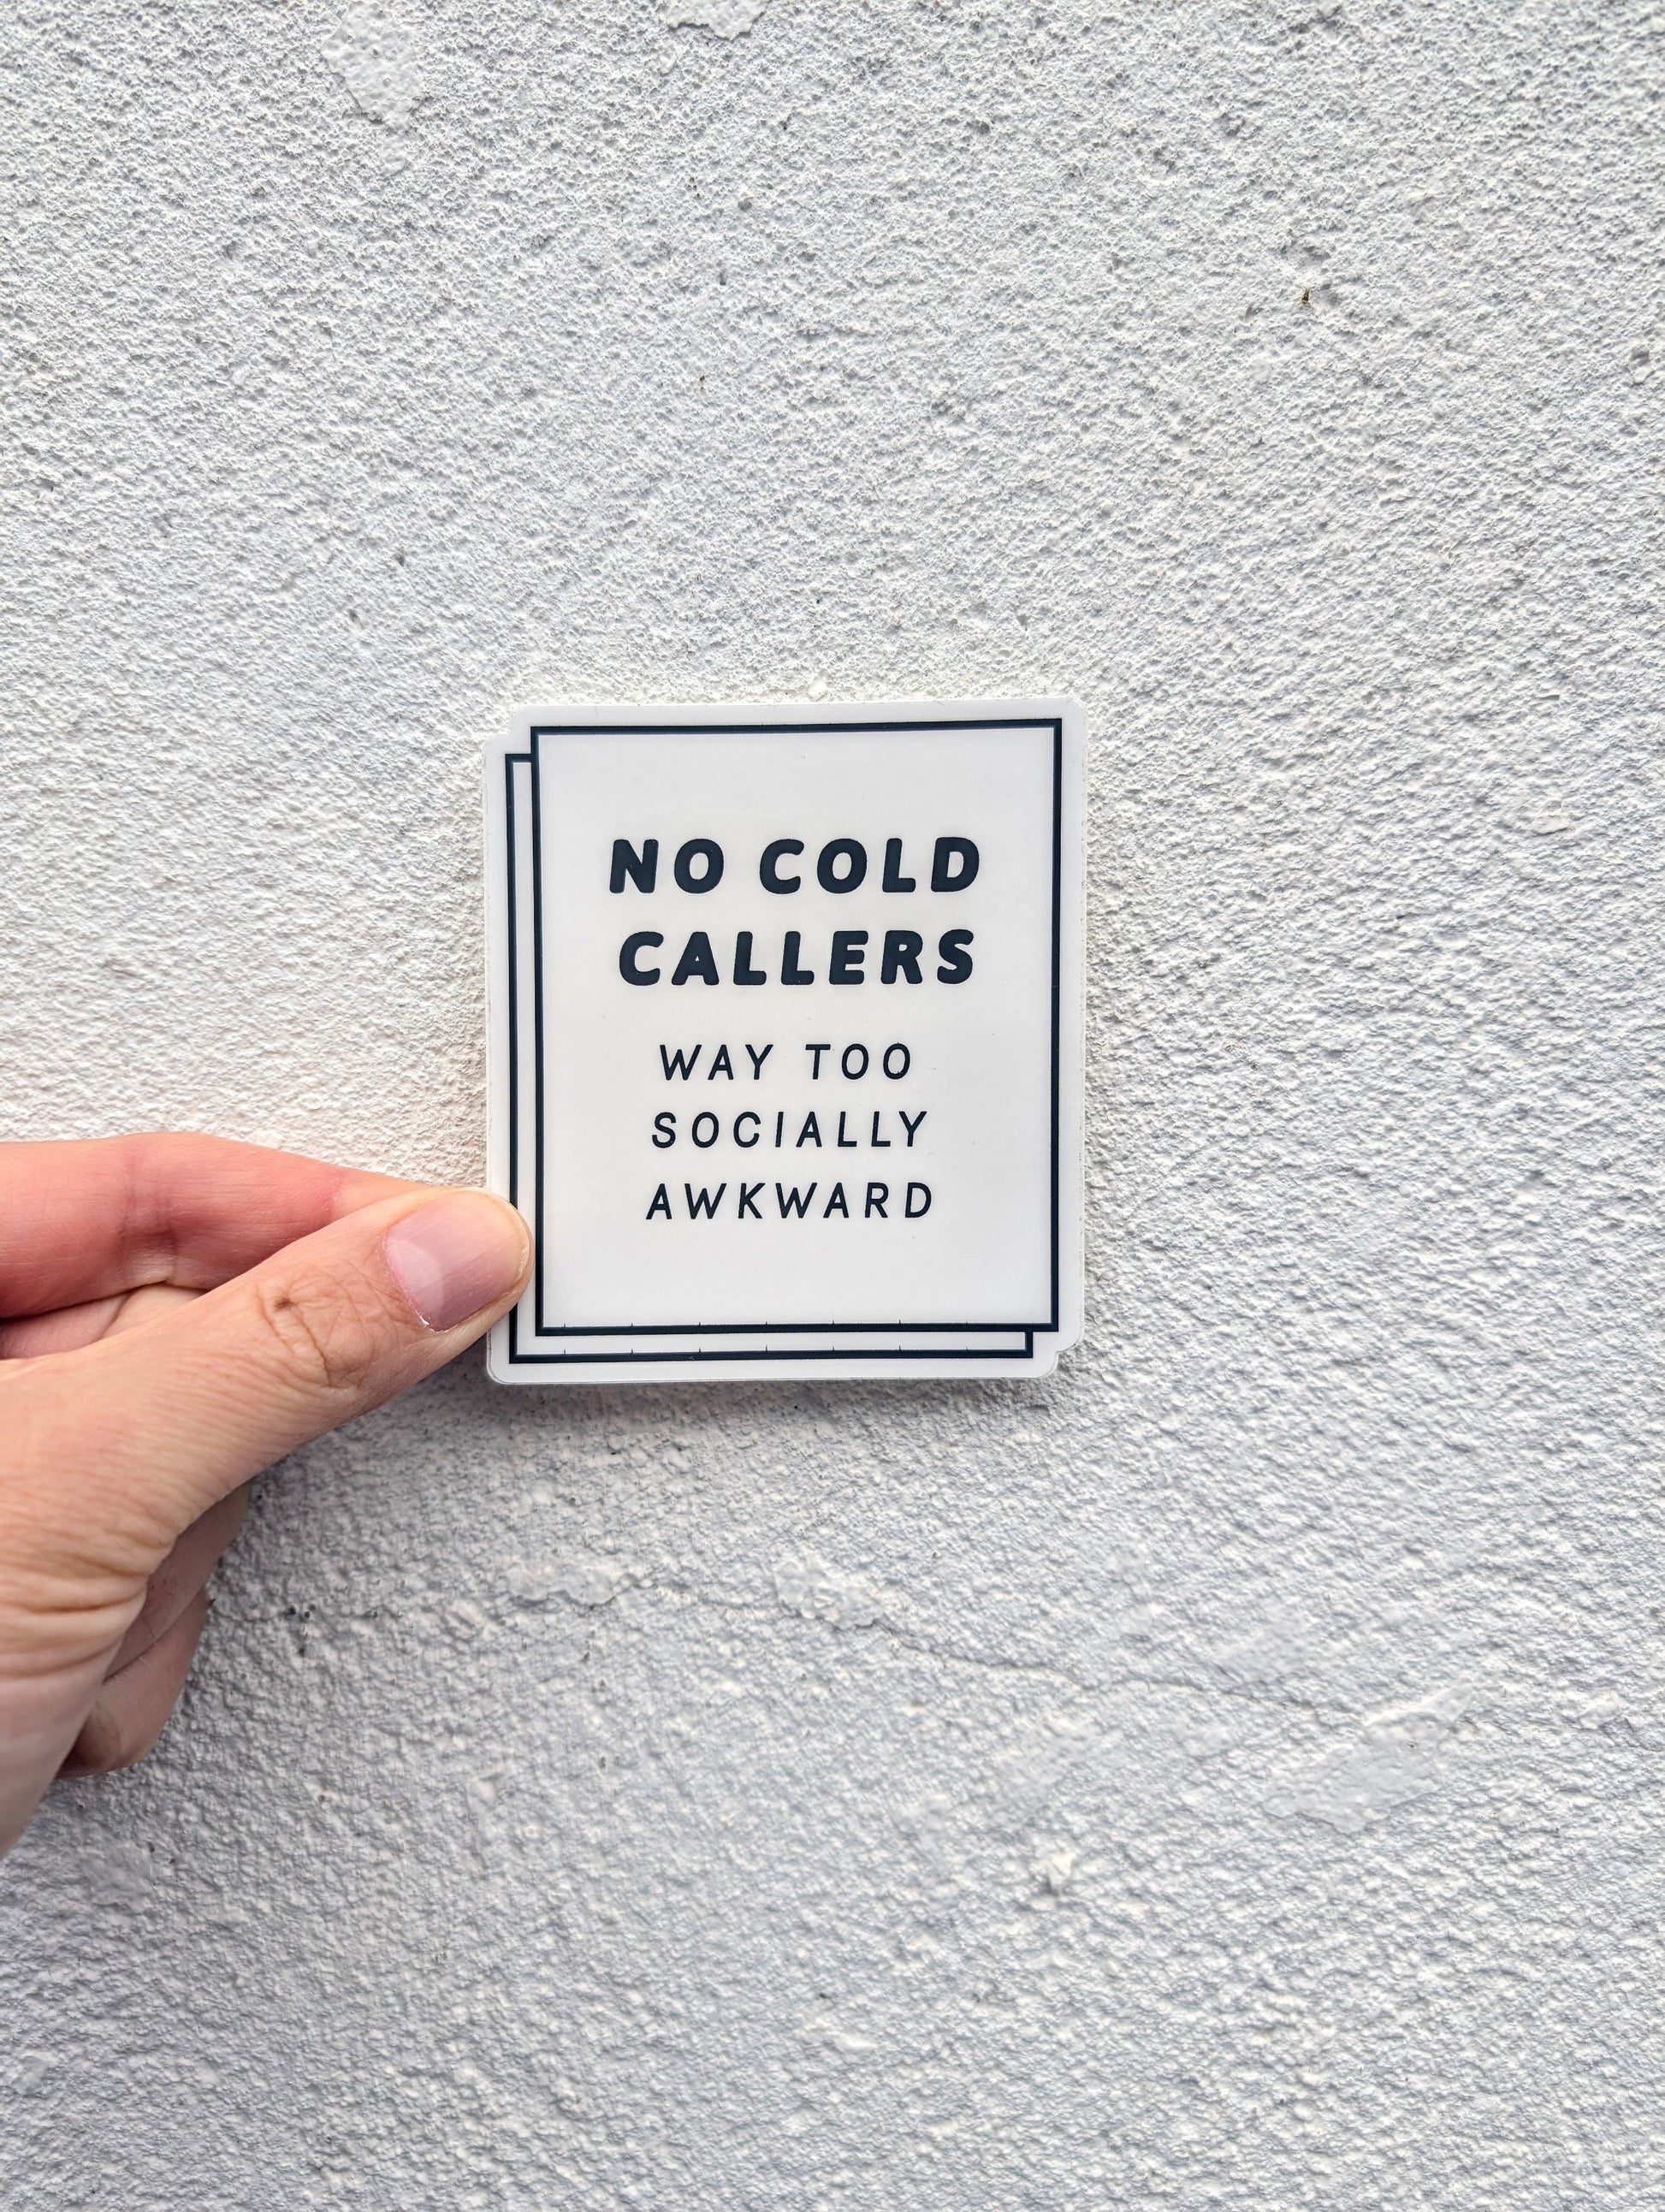 NO COLD
CALLERS
WAY TOO
SOCIALLY
AWKWARD